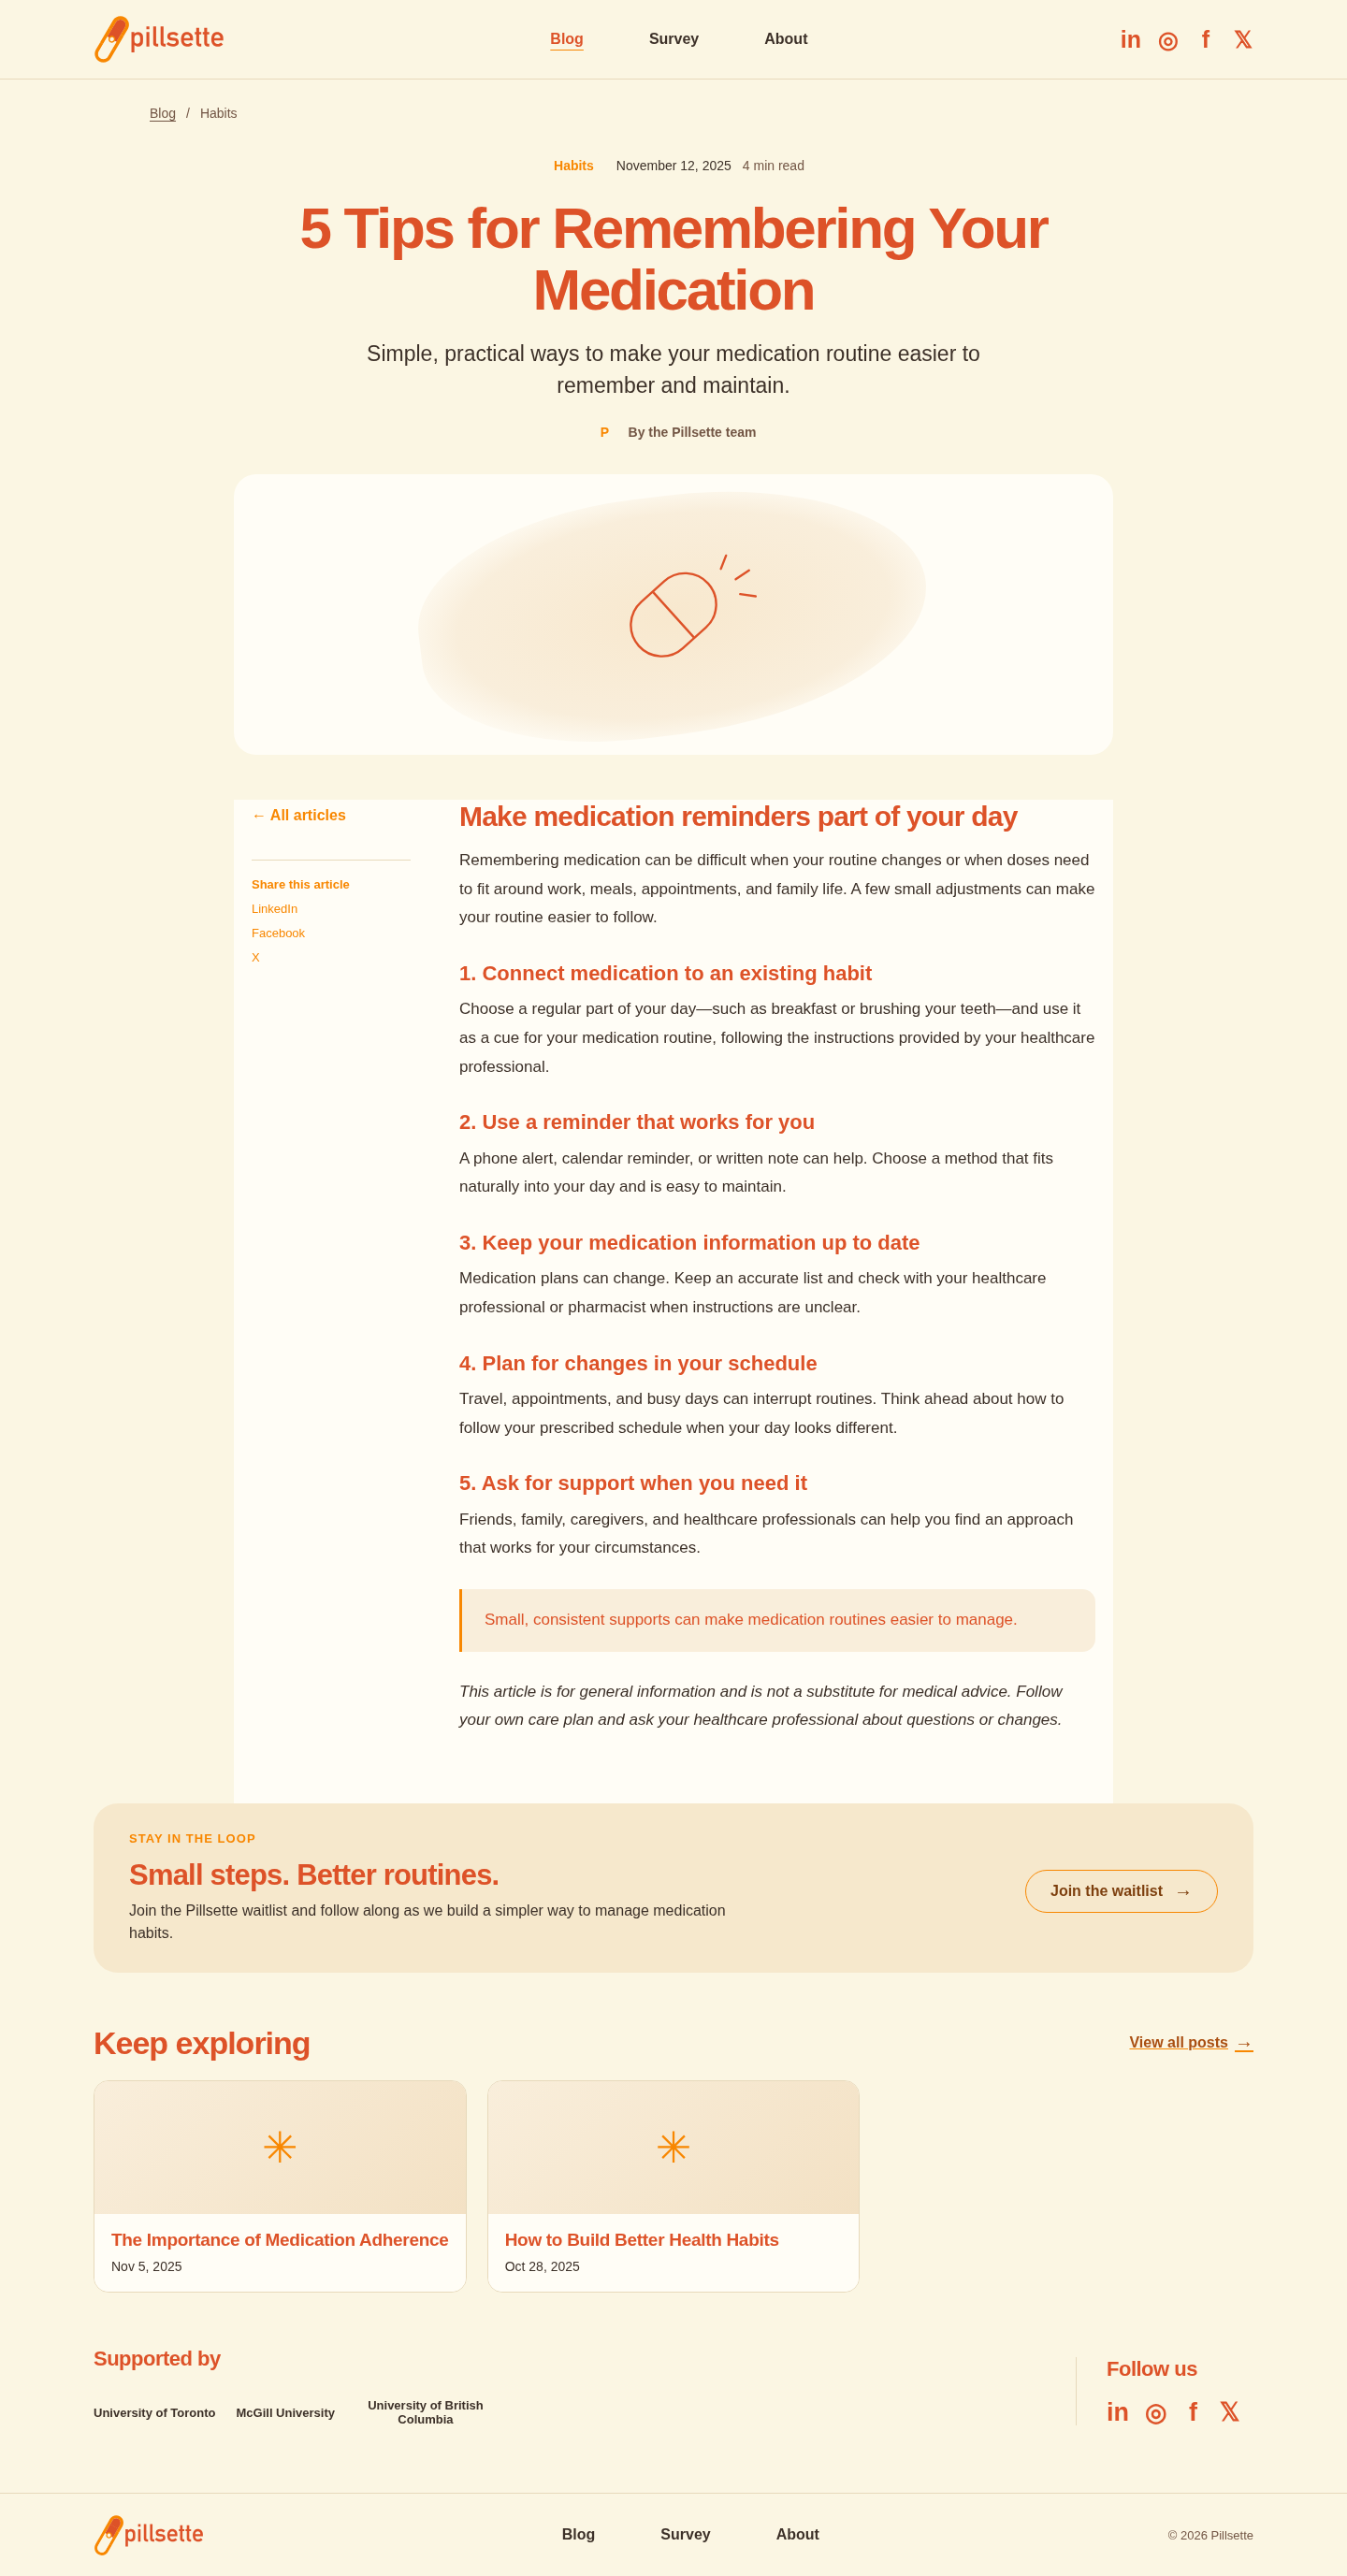 pillsette
Blog Survey About
in f 𝕏
Blog / Habits
Habits November 12, 2025 4 min read
5 Tips for Remembering Your
Medication
Simple, practical ways to make your medication routine easier to
remember and maintain.
P By the Pillsette team
← All articles
Share this article
LinkedIn
Facebook
X
Make medication reminders part of your day
Remembering medication can be difficult when your routine changes or when doses need
to fit around work, meals, appointments, and family life. A few small adjustments can make
your routine easier to follow.
1. Connect medication to an existing habit
Choose a regular part of your day—such as breakfast or brushing your teeth—and use it
as a cue for your medication routine, following the instructions provided by your healthcare
professional.
2. Use a reminder that works for you
A phone alert, calendar reminder, or written note can help. Choose a method that fits
naturally into your day and is easy to maintain.
3. Keep your medication information up to date
Medication plans can change. Keep an accurate list and check with your healthcare
professional or pharmacist when instructions are unclear.
4. Plan for changes in your schedule
Travel, appointments, and busy days can interrupt routines. Think ahead about how to
follow your prescribed schedule when your day looks different.
5. Ask for support when you need it
Friends, family, caregivers, and healthcare professionals can help you find an approach
that works for your circumstances.
Small, consistent supports can make medication routines easier to manage.
This article is for general information and is not a substitute for medical advice. Follow
your own care plan and ask your healthcare professional about questions or changes.
STAY IN THE LOOP
Small steps. Better routines.
Join the Pillsette waitlist and follow along as we build a simpler way to manage medication
habits.
Join the waitlist →
Keep exploring
View all posts →
The Importance of Medication Adherence
Nov 5, 2025
How to Build Better Health Habits
Oct 28, 2025
Supported by
University of Toronto
McGill University
University of British
Columbia
Follow us
in f 𝕏
pillsette
Blog Survey About
© 2026 Pillsette